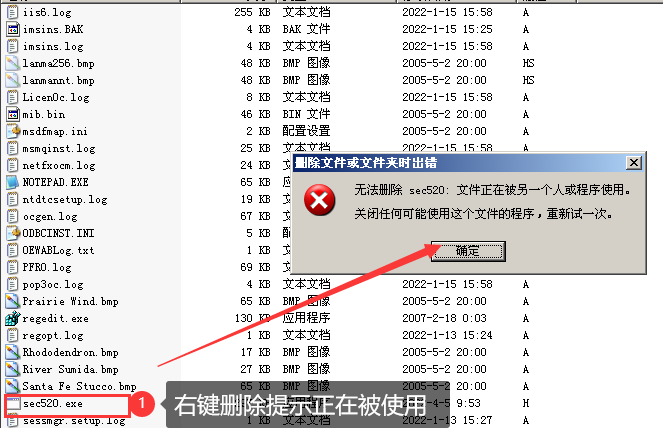 iis6.log 255 KB 文本文档 2022-1-15 15:58 A
imsins.BAK 4 KB BAK 文件 2022-1-15 15:25 A
imsins.log 4 KB 文本文档 2022-1-15 15:58 A
lanma256.bmp 48 KB BMP 图像 2005-5-2 20:00 HS
lanmannt.bmp 48 KB BMP 图像 2005-5-2 20:00 HS
LicenOc.log 8 KB 文本文档 2022-1-15 15:58 A
mib.bin 46 KB BIN 文件 2005-5-2 20:00 A
msdfmap.ini 2 KB 配置设置 2005-5-2 20:00 A
msmqinst.log 25 KB 文本文档 2022-1-15 15:58 A
netfxocm.log 24 KB
NOTEPAD.EXE 65 KB
ntdtcsetup.log 19 KB
ocgen.log 67 KB
ODBCINST.INI 5 KB
OEWABLog.txt 1 KB
PFRO.log 69 KB
pop3oc.log 4 KB 文本文档 2022-1-15 15:58 A
Prairie Wind.bmp 65 KB BMP 图像 2005-5-2 20:00 A
regedit.exe 130 KB 应用程序 2007-2-18 0:03 A
regopt.log 1 KB 文本文档 2022-1-13 15:24 A
Rhododendron.bmp 17 KB BMP 图像 2005-5-2 20:00 A
River Sumida.bmp 27 KB BMP 图像 2005-5-2 20:00 A
Santa Fe Stucco.bmp 65 KB BMP 图像 2005-5-2 20:00 A
sec520.exe 9:53 H
sessmgr.setup.log 1 KB 文本文档 2022-1-13 15:27 A
删除文件或文件夹时出错
无法删除 sec520: 文件正在被另一个人或程序使用。
关闭任何可能使用这个文件的程序，重新试一次。
确定
1 右键删除提示正在被使用